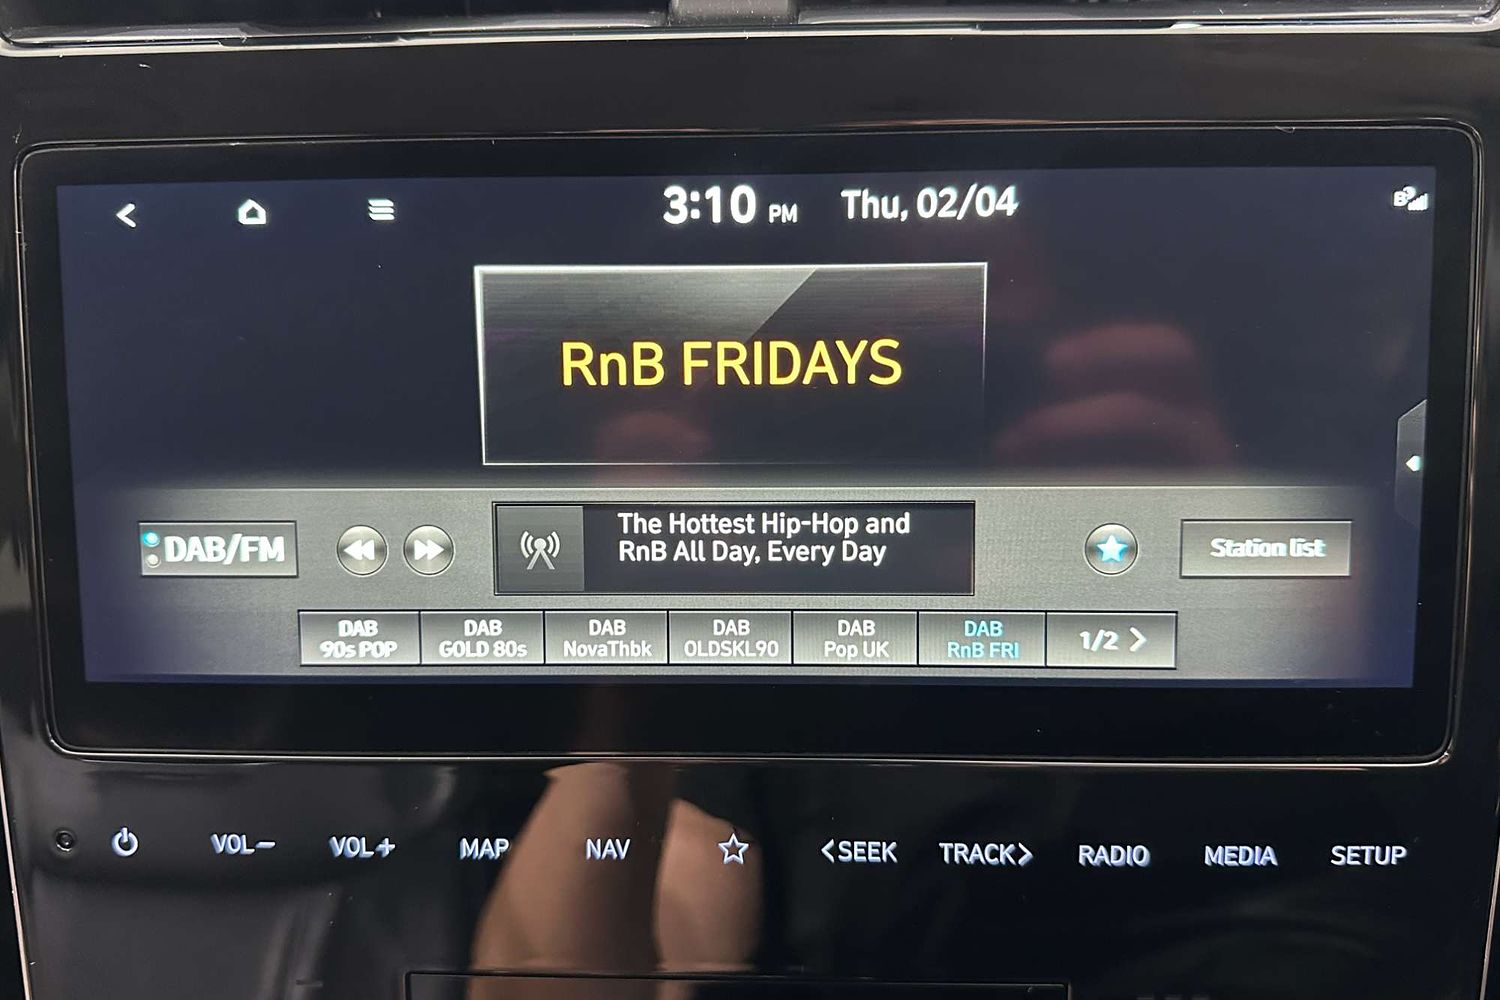 3:10 PM Thu, 02/04
RnB FRIDAYS
DAB/FM
The Hottest Hip-Hop and
RnB All Day, Every Day
Station list
DAB
90s POP
DAB
GOLD 80s
DAB
NovaThbk
DAB
OLDSKL90
DAB
Pop UK
DAB
RnB FRI
1/2 >
VOL− VOL+ MAP NAV <SEEK TRACK> RADIO MEDIA SETUP